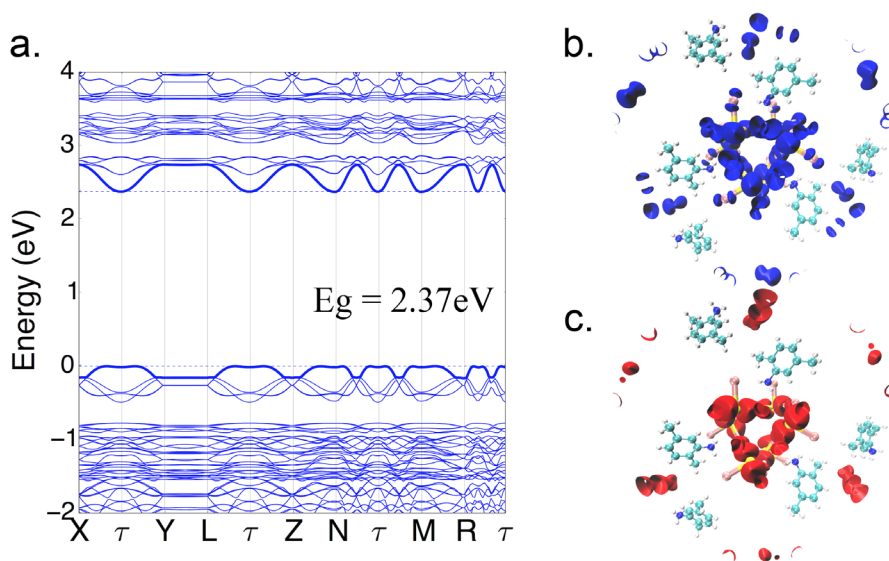 a.
b.
c.
Energy (eV)
4
3
2
1
0
−1
−2
Eg = 2.37eV
X τ Y L τ Z N τ M R τ